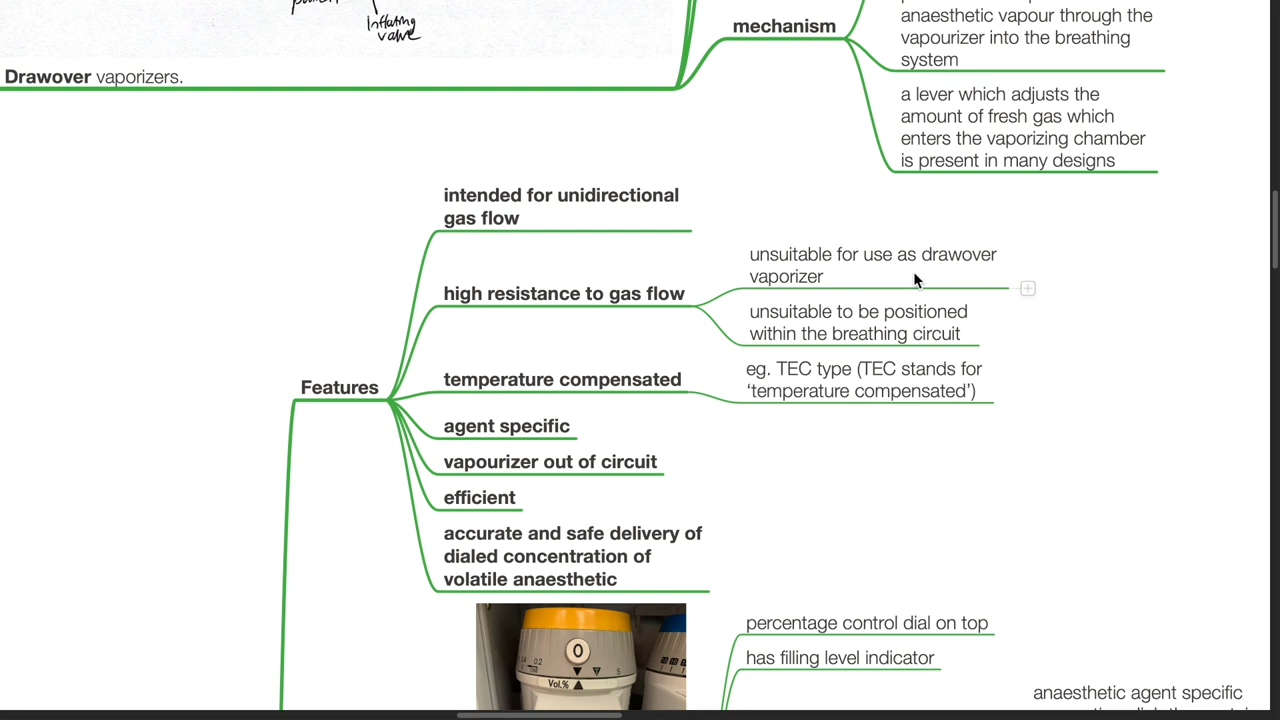 Inflating
valve
Drawover vaporizers.
mechanism
anaesthetic vapour through the
vapourizer into the breathing
system
a lever which adjusts the
amount of fresh gas which
enters the vaporizing chamber
is present in many designs
intended for unidirectional
gas flow
high resistance to gas flow
unsuitable for use as drawover
vaporizer
unsuitable to be positioned
within the breathing circuit
Features
temperature compensated
eg. TEC type (TEC stands for
‘temperature compensated’)
agent specific
vapourizer out of circuit
efficient
accurate and safe delivery of
dialed concentration of
volatile anaesthetic
0
0.2
S
Vol.%
percentage control dial on top
has filling level indicator
anaesthetic agent specific